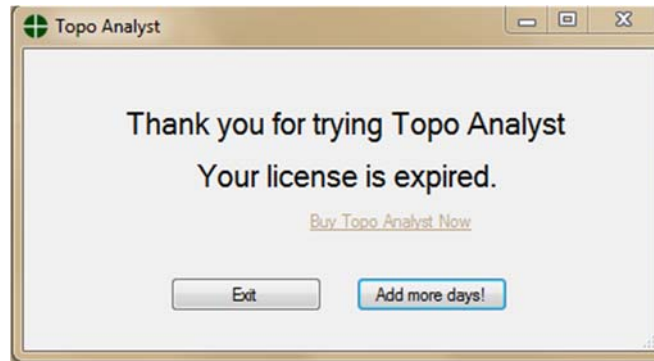 Topo Analyst
Thank you for trying Topo Analyst
Your license is expired.
Buy Topo Analyst Now
Exit
Add more days!